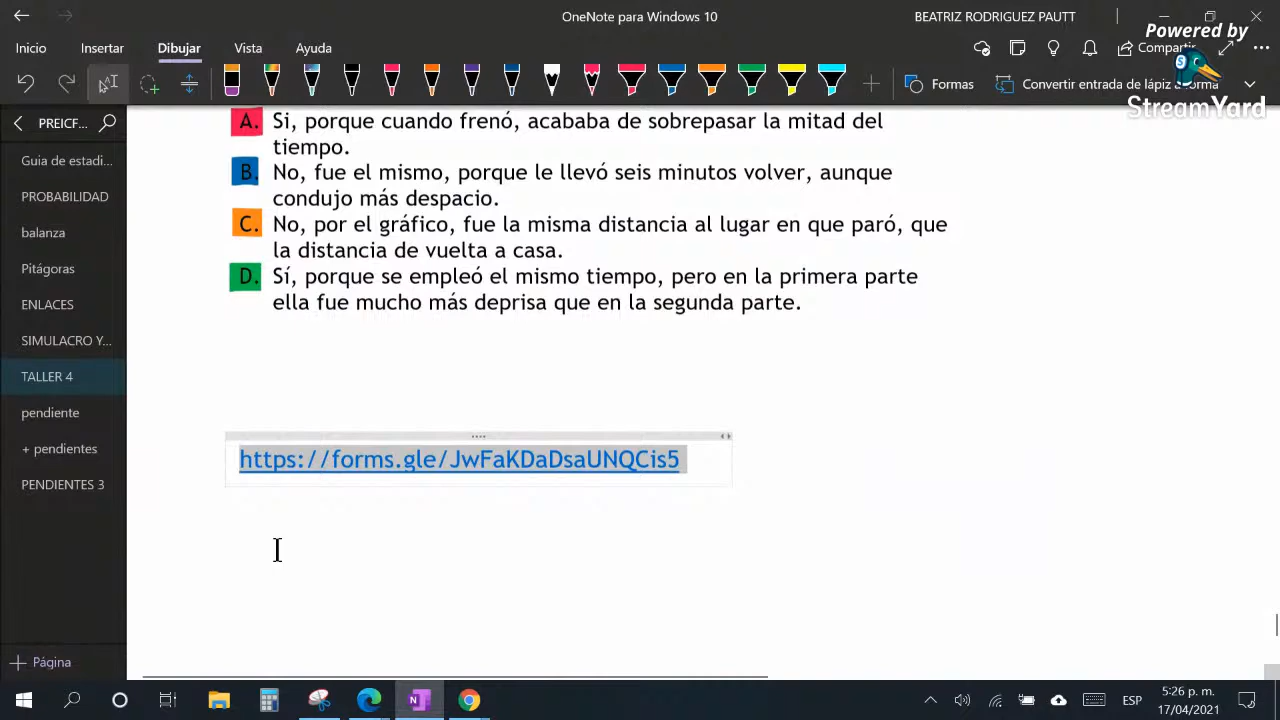 OneNote para Windows 10
BEATRIZ RODRIGUEZ PAUTT
Powered by
StreamYard
Inicio Insertar Dibujar Vista Ayuda
Compartir
Formas
Convertir entrada de lápiz a forma
PREICF...
Guia de estadi...
PROBABILIDAD
balanza
Pitágoras
ENLACES
SIMULACRO Y...
TALLER 4
pendiente
+ pendientes
PENDIENTES 3
Página
A. Si, porque cuando frenó, acababa de sobrepasar la mitad del
tiempo.
B. No, fue el mismo, porque le llevó seis minutos volver, aunque
condujo más despacio.
C. No, por el gráfico, fue la misma distancia al lugar en que paró, que
la distancia de vuelta a casa.
D. Sí, porque se empleó el mismo tiempo, pero en la primera parte
ella fue mucho más deprisa que en la segunda parte.
https://forms.gle/JwFaKDaDsaUNQCis5
ESP
5:26 p. m.
17/04/2021